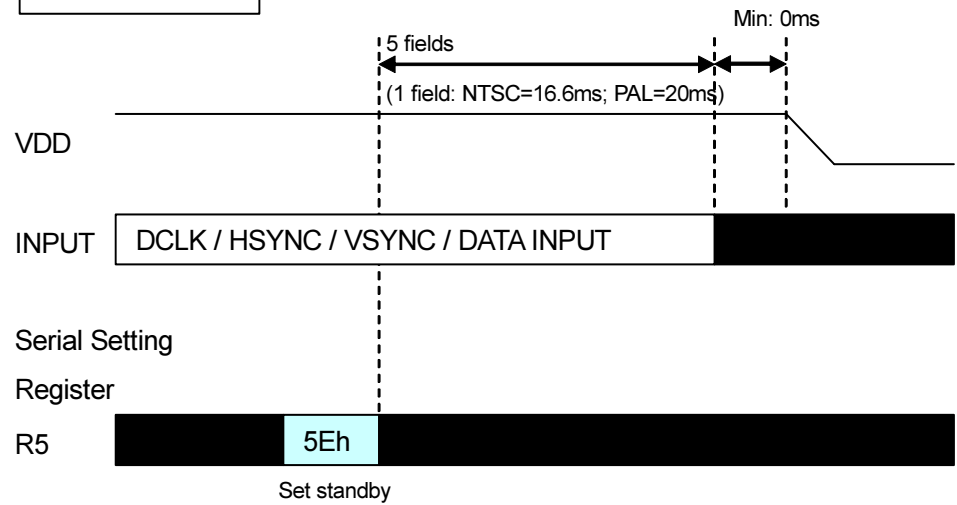 Min: 0ms
5 fields
(1 field: NTSC=16.6ms; PAL=20ms)
VDD
INPUT DCLK / HSYNC / VSYNC / DATA INPUT
Serial Setting
Register
R5 5Eh
Set standby